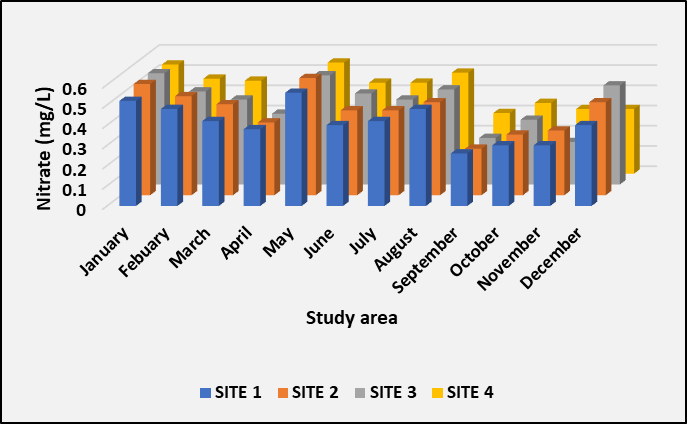 Nitrate (mg/L)
0.6
0.5
0.4
0.3
0.2
0.1
0
January
Febuary
March
April
May
June
July
August
September
October
November
December
Study area
SITE 1 SITE 2 SITE 3 SITE 4